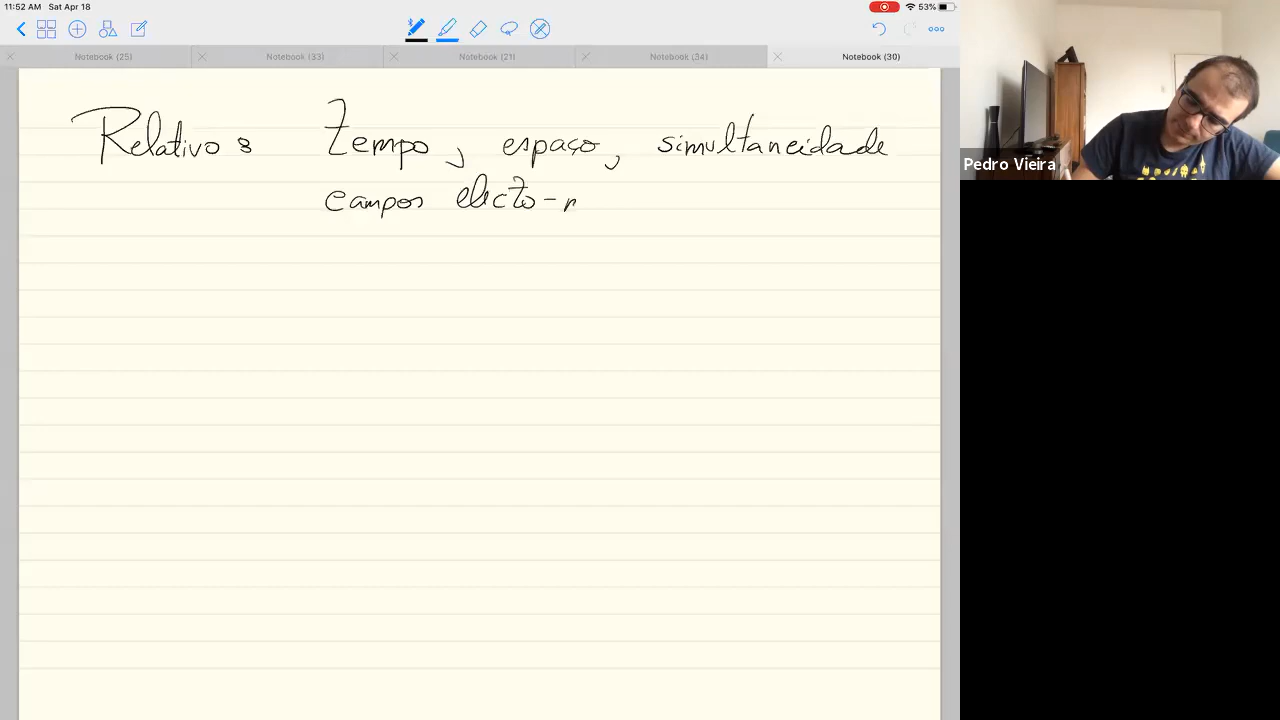 11:52 AM Sat Apr 18
53%
Notebook (25)
Notebook (33)
Notebook (21)
Notebook (34)
Notebook (30)
Relativo : tempo, espaço, simultaneidade
campos electo-
Pedro Vieira